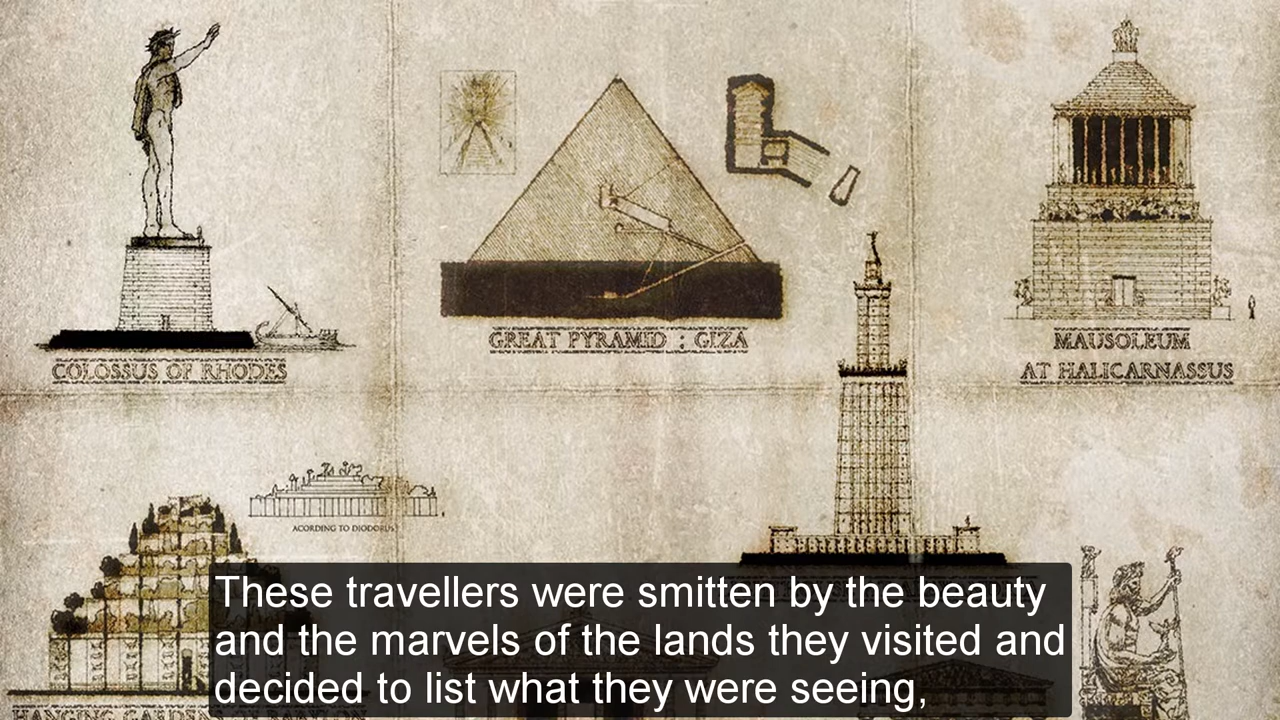 GREAT PYRAMID : GIZA
MAUSOLEUM
COLOSSUS OF RHODES
AT HALICARNASSUS
ACORDING TO DIODORUS
These travellers were smitten by the beauty
and the marvels of the lands they visited and
decided to list what they were seeing,